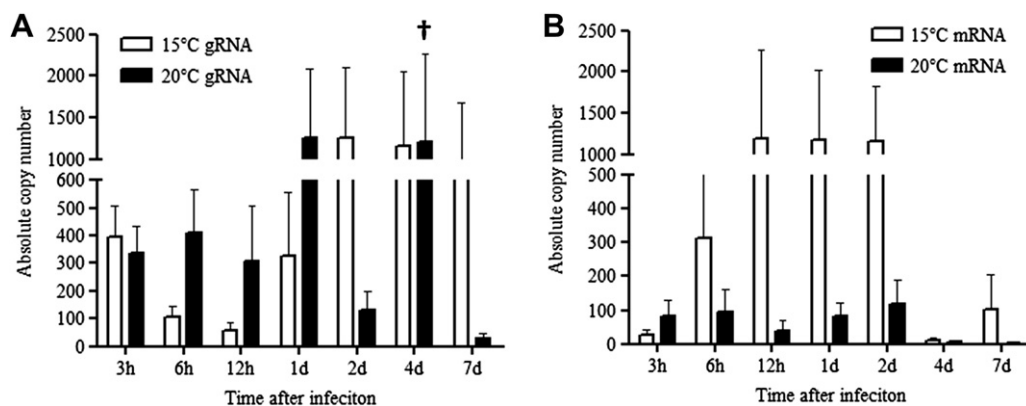 A
†
15°C gRNA
20°C gRNA
Absolute copy number
2500
2000
1500
1000
600
500
400
300
200
100
0
3h 6h 12h 1d 2d 4d 7d
Time after infeciton
B
15°C mRNA
20°C mRNA
Absolute copy number
2500
2000
1500
1000
500
400
300
200
100
0
3h 6h 12h 1d 2d 4d 7d
Time after infeciton